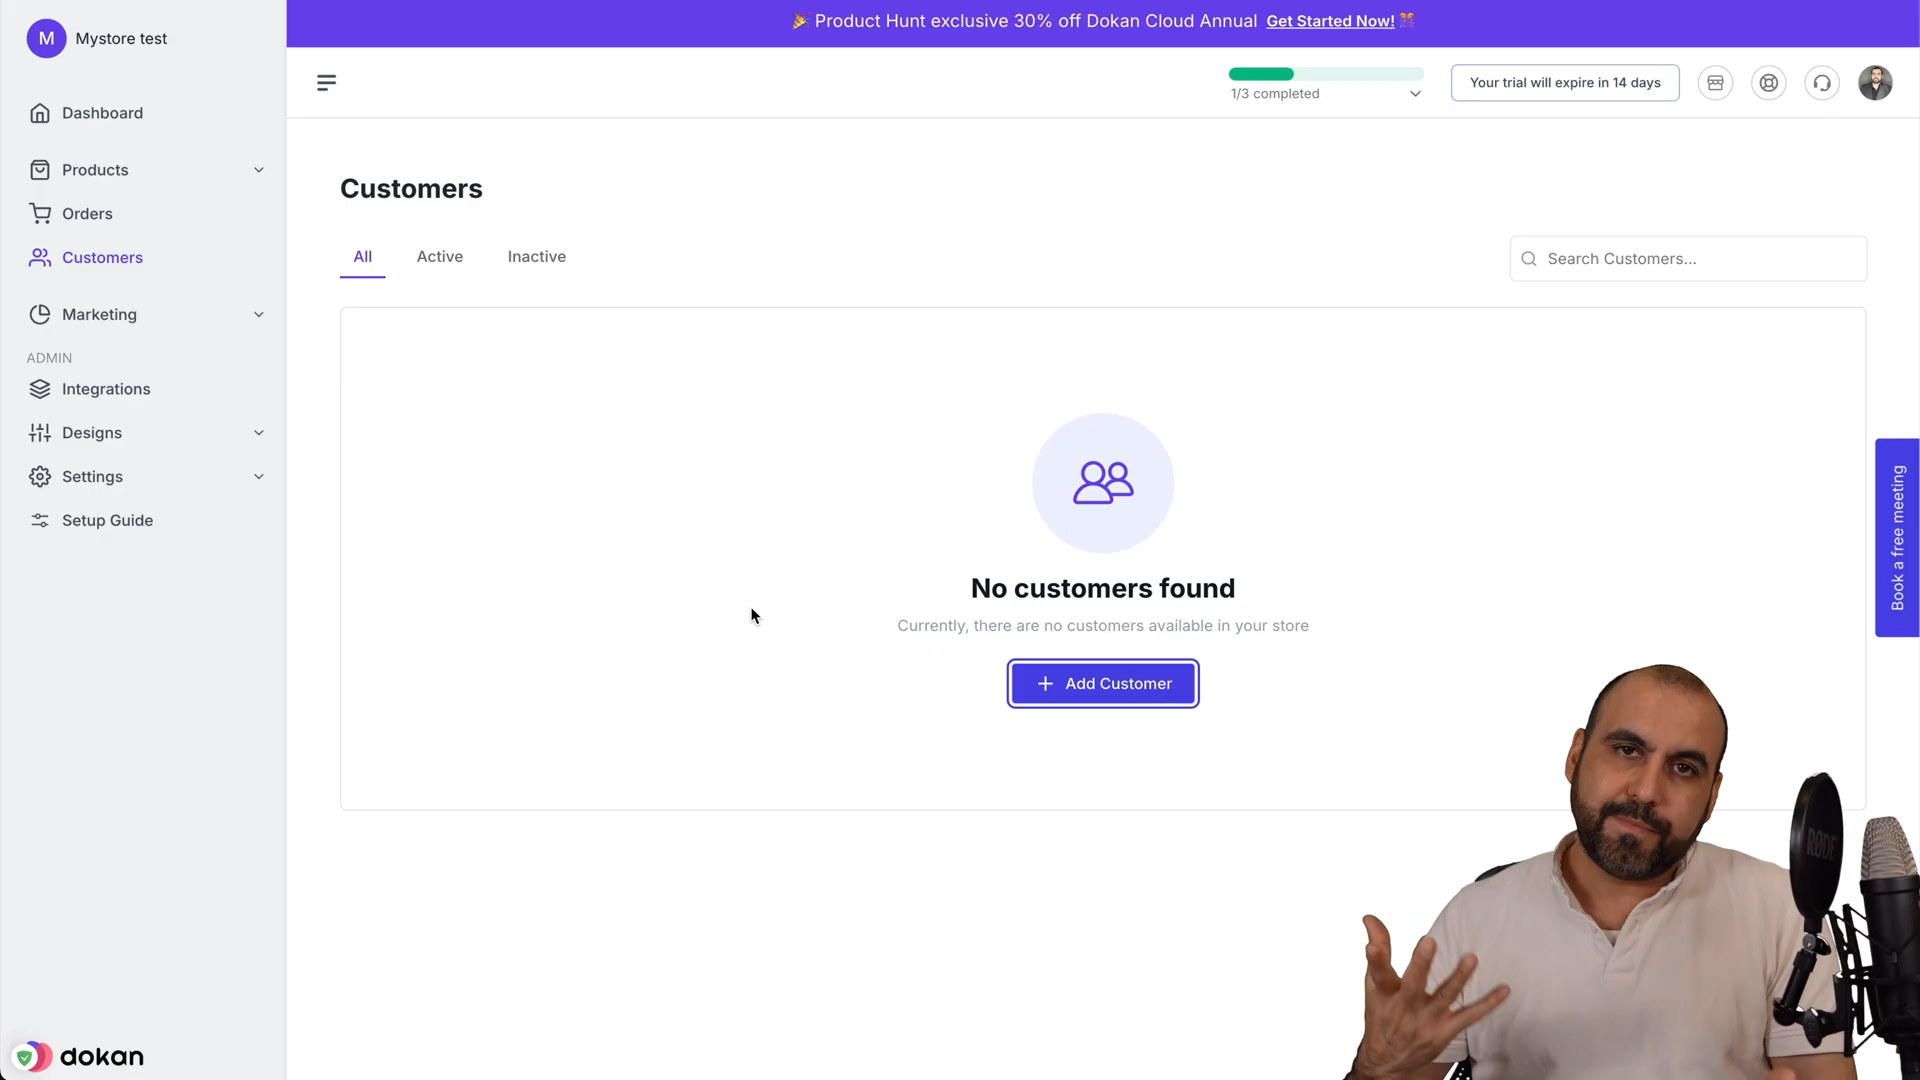 M Mystore test
Dashboard
Products
Orders
Customers
Marketing
ADMIN
Integrations
Designs
Settings
Setup Guide
dokan
🎉 Product Hunt exclusive 30% off Dokan Cloud Annual Get Started Now! 🎊
1/3 completed
Your trial will expire in 14 days
Customers
All Active Inactive
Search Customers...
No customers found
Currently, there are no customers available in your store
+ Add Customer
Book a free meeting
RØDE